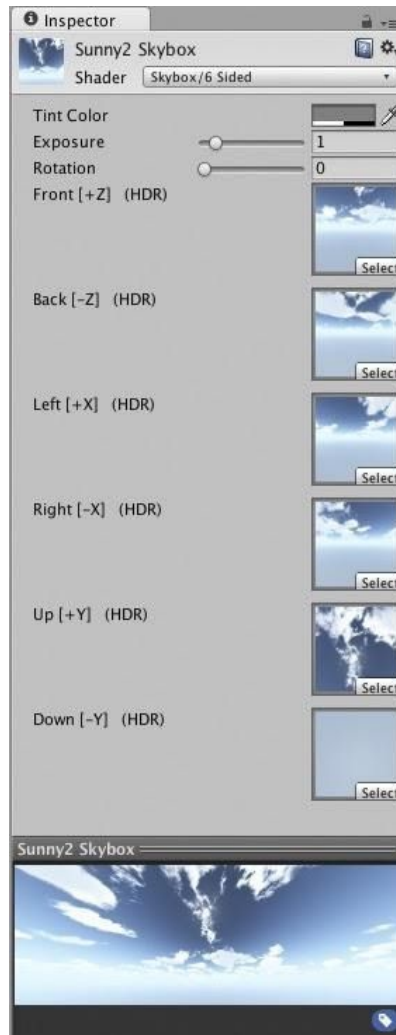 Inspector
Sunny2 Skybox
Shader Skybox/6 Sided
Tint Color
Exposure 1
Rotation 0
Front [+Z] (HDR)
Select
Back [-Z] (HDR)
Select
Left [+X] (HDR)
Select
Right [-X] (HDR)
Select
Up [+Y] (HDR)
Select
Down [-Y] (HDR)
Select
Sunny2 Skybox